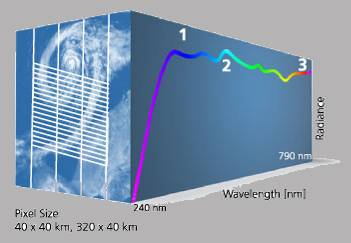 1
2
3
Radiance
790 nm
Wavelength [nm]
240 nm
Pixel Size
40 x 40 km, 320 x 40 km